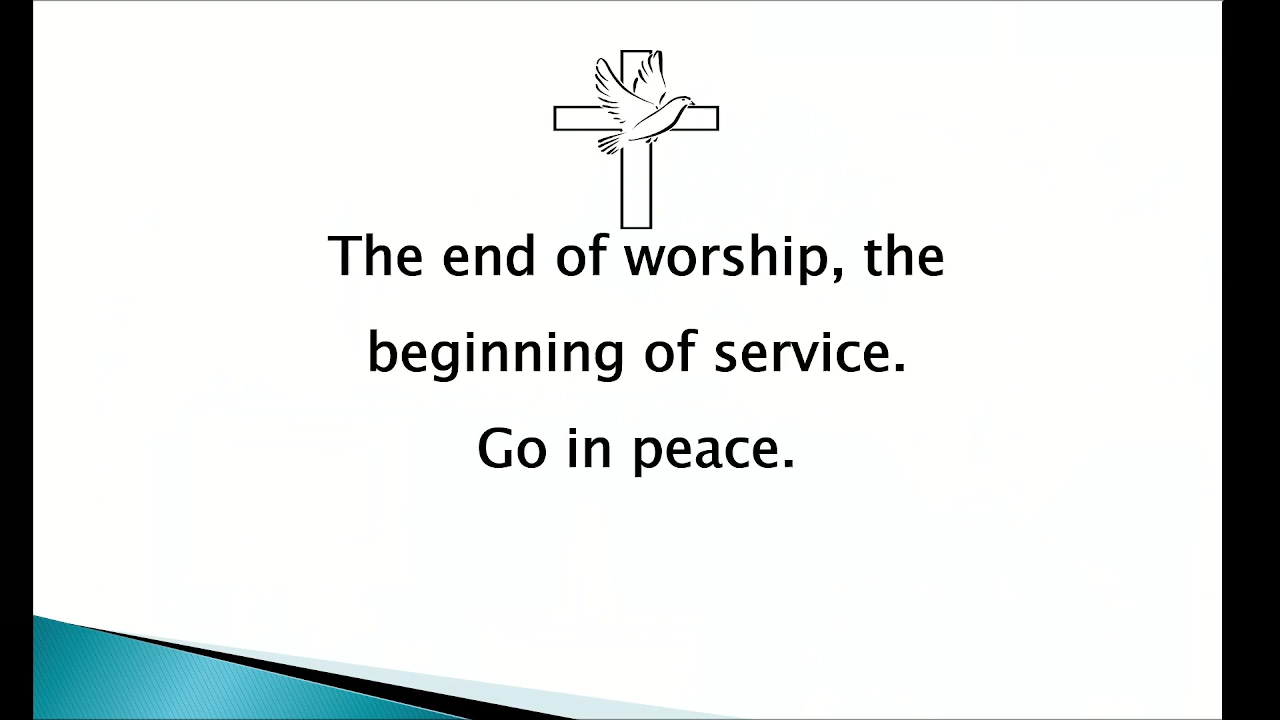 The end of worship, the
beginning of service.
Go in peace.